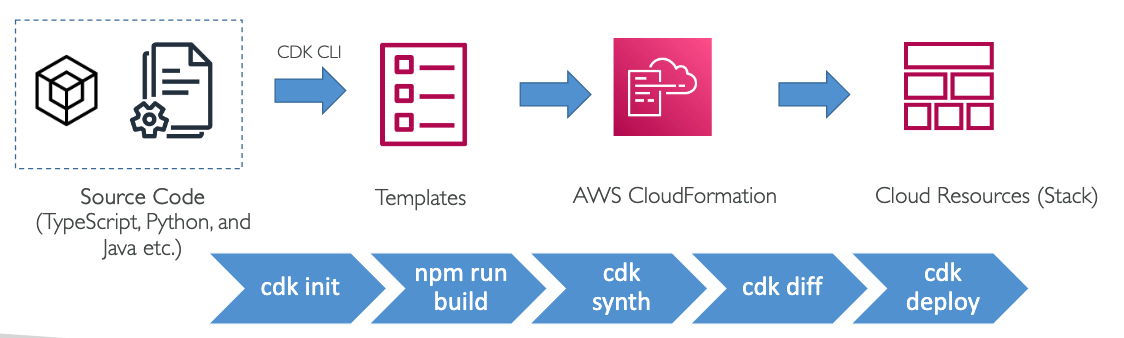 CDK CLI
Source Code
(TypeScript, Python, and
Java etc.)
Templates
AWS CloudFormation
Cloud Resources (Stack)
cdk init
npm run
build
cdk
synth
cdk diff
cdk
deploy